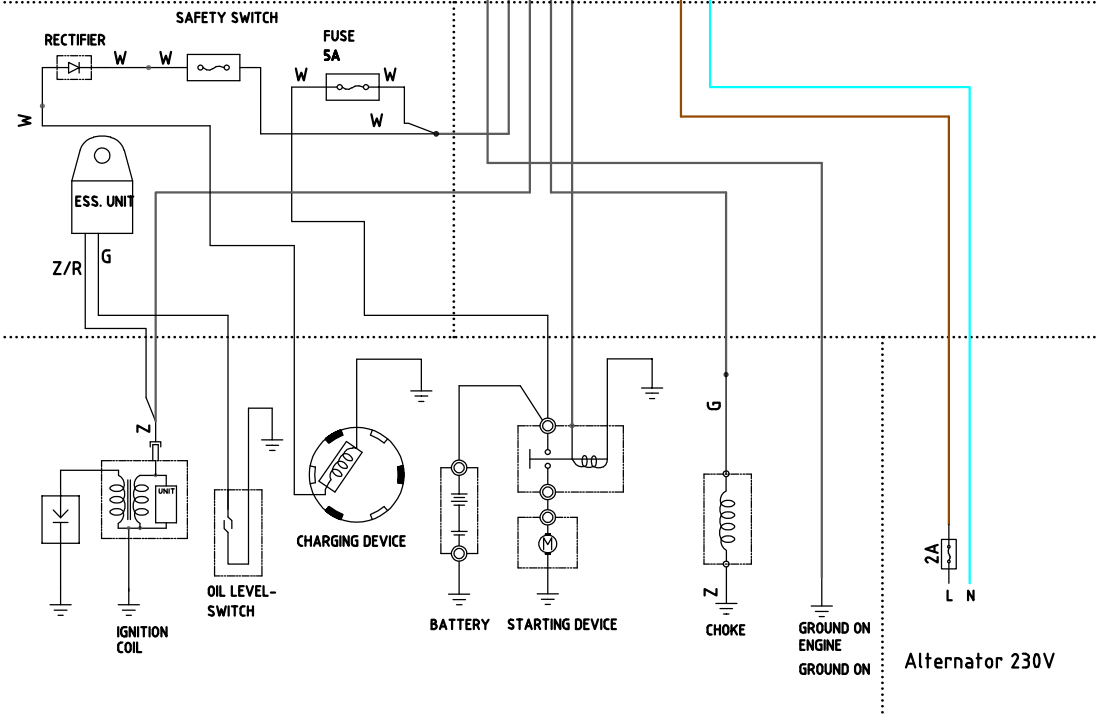 SAFETY SWITCH
RECTIFIER
FUSE
5A
W
W
W
W
W
W
ESS. UNIT
Z/R
G
Z
G
UNIT
CHARGING DEVICE
M
2A
Z
OIL LEVEL-
SWITCH
L N
BATTERY
STARTING DEVICE
CHOKE
IGNITION
COIL
GROUND ON
ENGINE
GROUND ON
Alternator 230V